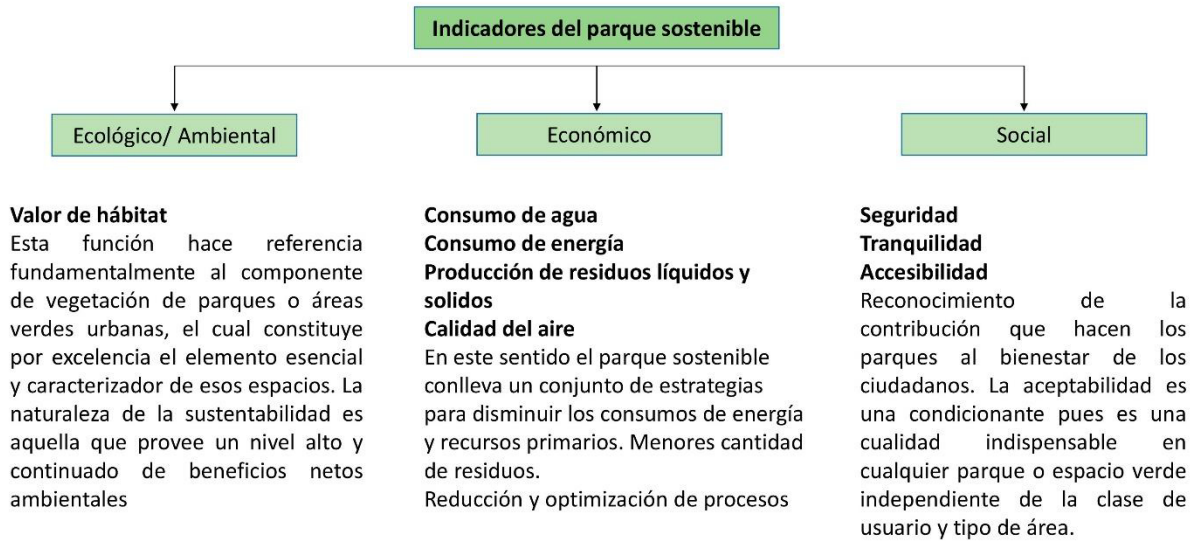 Indicadores del parque sostenible
Ecológico/ Ambiental
Económico
Social
Valor de hábitat
Esta función hace referencia
fundamentalmente al componente
de vegetación de parques o áreas
verdes urbanas, el cual constituye
por excelencia el elemento esencial
y caracterizador de esos espacios. La
naturaleza de la sustentabilidad es
aquella que provee un nivel alto y
continuado de beneficios netos
ambientales
Consumo de agua
Consumo de energía
Producción de residuos líquidos y
solidos
Calidad del aire
En este sentido el parque sostenible
conlleva un conjunto de estrategias
para disminuir los consumos de energía
y recursos primarios. Menores cantidad
de residuos.
Reducción y optimización de procesos
Seguridad
Tranquilidad
Accesibilidad
Reconocimiento de la
contribución que hacen los
parques al bienestar de los
ciudadanos. La aceptabilidad es
una condicionante pues es una
cualidad indispensable en
cualquier parque o espacio verde
independiente de la clase de
usuario y tipo de área.